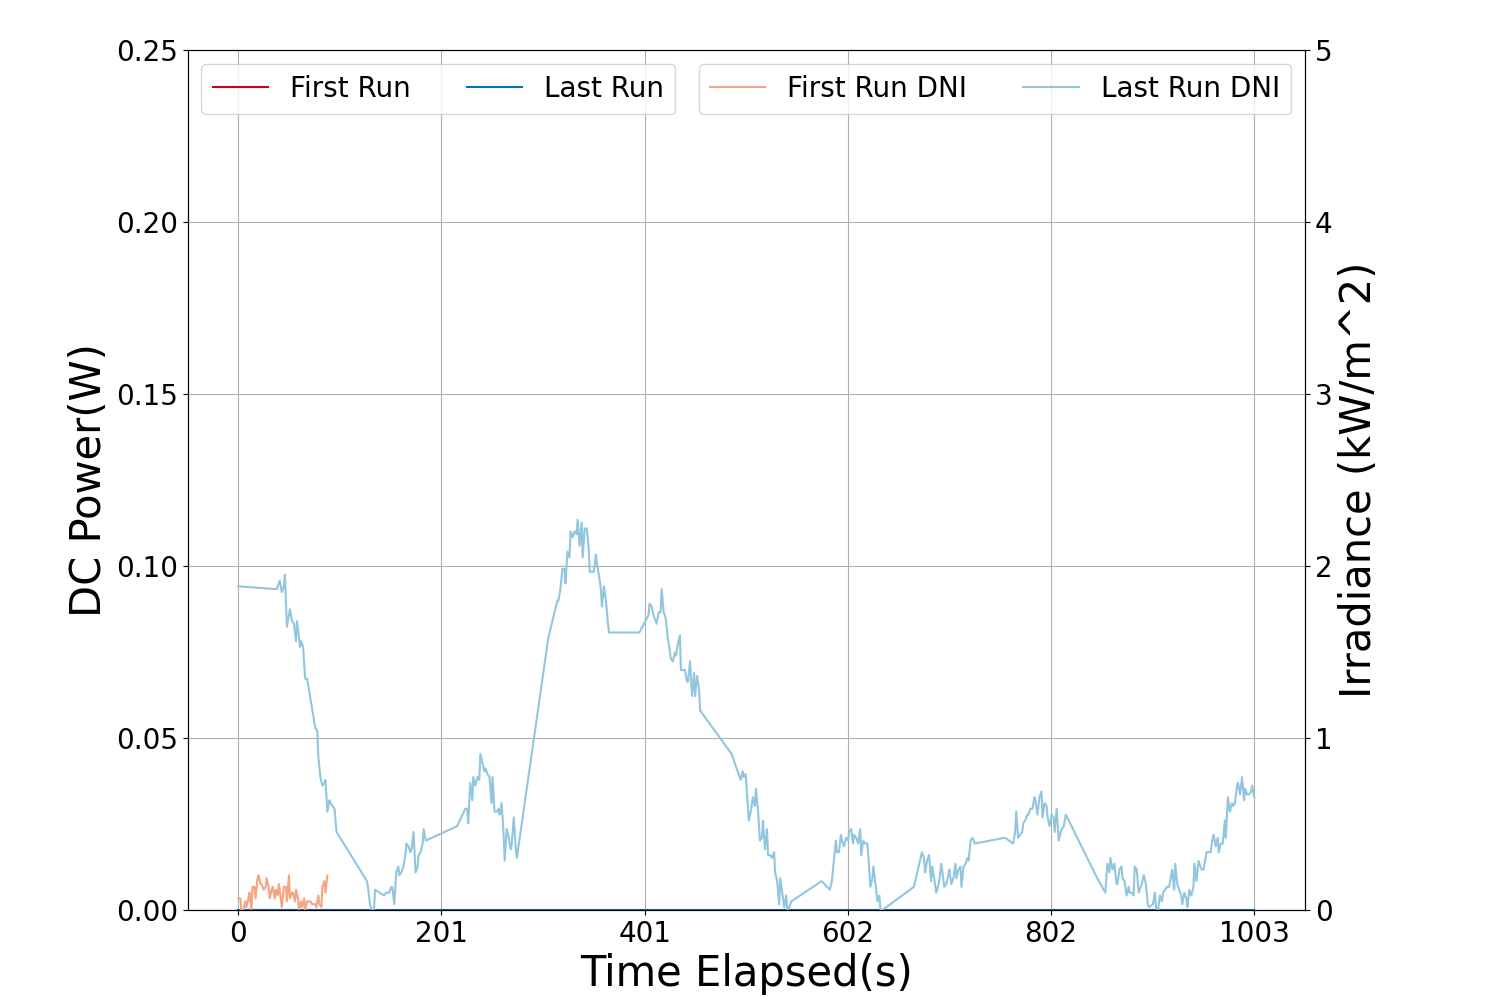 First Run
Last Run
First Run DNI
Last Run DNI
0.25
0.20
0.15
0.10
0.05
0.00
DC Power(W)
5
4
3
2
1
0
Irradiance (kW/m^2)
0
201
401
602
802
1003
Time Elapsed(s)